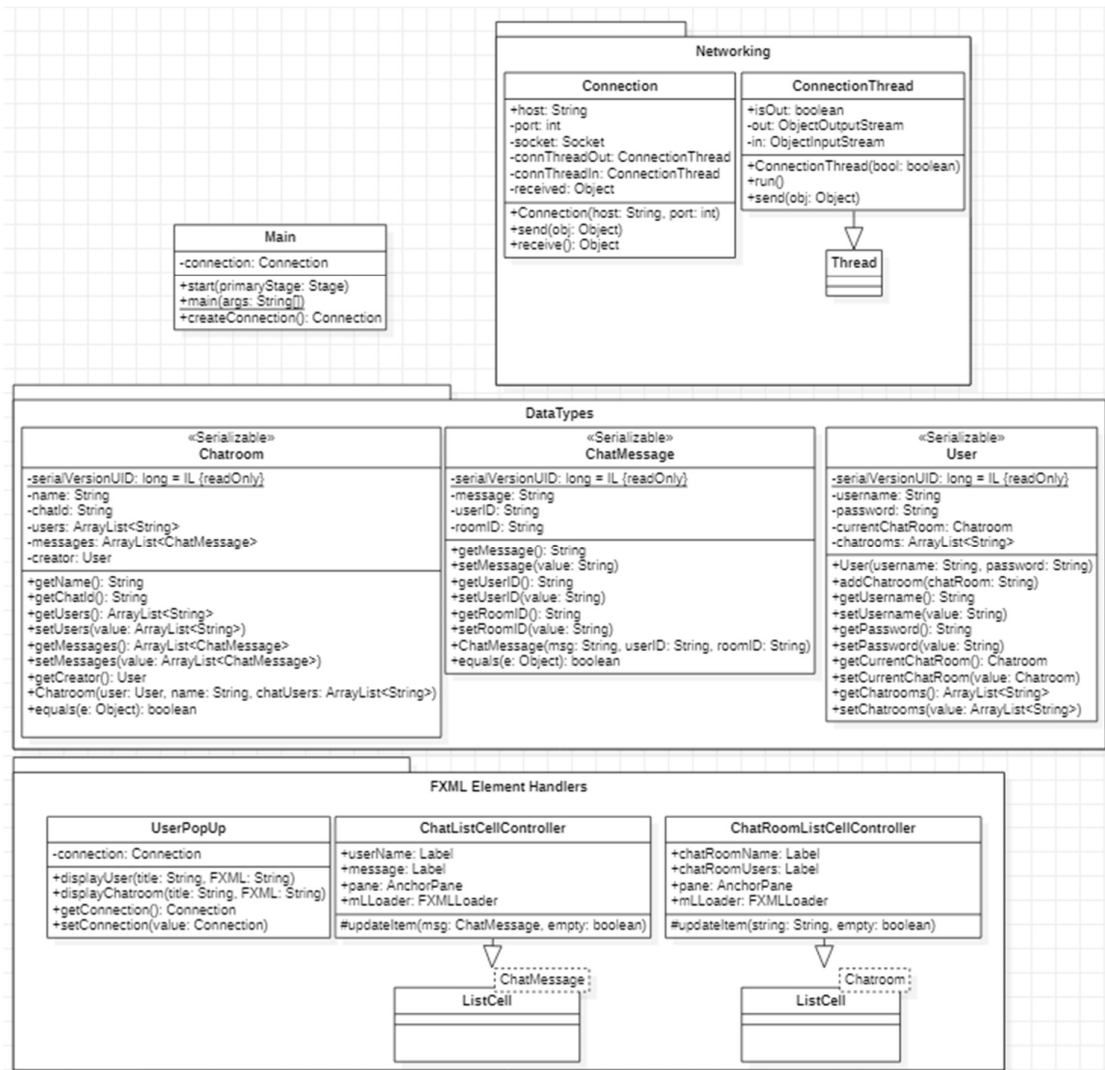 Networking
Connection
+host: String
-port: int
-socket: Socket
-connThreadOut: ConnectionThread
-connThreadIn: ConnectionThread
-received: Object
+Connection(host: String, port: int)
+send(obj: Object)
+receive(): Object
ConnectionThread
+isOut: boolean
-out: ObjectOutputStream
-in: ObjectInputStream
+ConnectionThread(bool: boolean)
+run()
+send(obj: Object)
Thread
Main
-connection: Connection
+start(primaryStage: Stage)
+main(args: String[])
+createConnection(): Connection
DataTypes
«Serializable»
Chatroom
-serialVersionUID: long = IL {readOnly}
-name: String
-chatId: String
-users: ArrayList<String>
-messages: ArrayList<ChatMessage>
-creator: User
+getName(): String
+getChatId(): String
+getUsers(): ArrayList<String>
+setUsers(value: ArrayList<String>)
+getMessages(): ArrayList<ChatMessage>
+setMessages(value: ArrayList<ChatMessage>)
+getCreator(): User
+Chatroom(user: User, name: String, chatUsers: ArrayList<String>)
+equals(e: Object): boolean
«Serializable»
ChatMessage
-serialVersionUID: long = IL {readOnly}
-message: String
-userID: String
-roomID: String
+getMessage(): String
+setMessage(value: String)
+getUserID(): String
+setUserID(value: String)
+getRoomID(): String
+setRoomID(value: String)
+ChatMessage(msg: String, userID: String, roomID: String)
+equals(e: Object): boolean
«Serializable»
User
-serialVersionUID: long = IL {readOnly}
-username: String
-password: String
-currentChatRoom: Chatroom
-chatrooms: ArrayList<String>
+User(username: String, password: String)
+addChatroom(chatRoom: String)
+getUsername(): String
+setUsername(value: String)
+getPassword(): String
+setPassword(value: String)
+getCurrentChatRoom(): Chatroom
+setCurrentChatRoom(value: Chatroom)
+getChatrooms(): ArrayList<String>
+setChatrooms(value: ArrayList<String>)
FXML Element Handlers
UserPopUp
-connection: Connection
+displayUser(title: String, FXML: String)
+displayChatroom(title: String, FXML: String)
+getConnection(): Connection
+setConnection(value: Connection)
ChatListCellController
+userName: Label
+message: Label
+pane: AnchorPane
+mLLoader: FXMLLoader
#updateItem(msg: ChatMessage, empty: boolean)
ChatMessage
ListCell
ChatRoomListCellController
+chatRoomName: Label
+chatRoomUsers: Label
+pane: AnchorPane
+mLLoader: FXMLLoader
#updateItem(string: String, empty: boolean)
Chatroom
ListCell